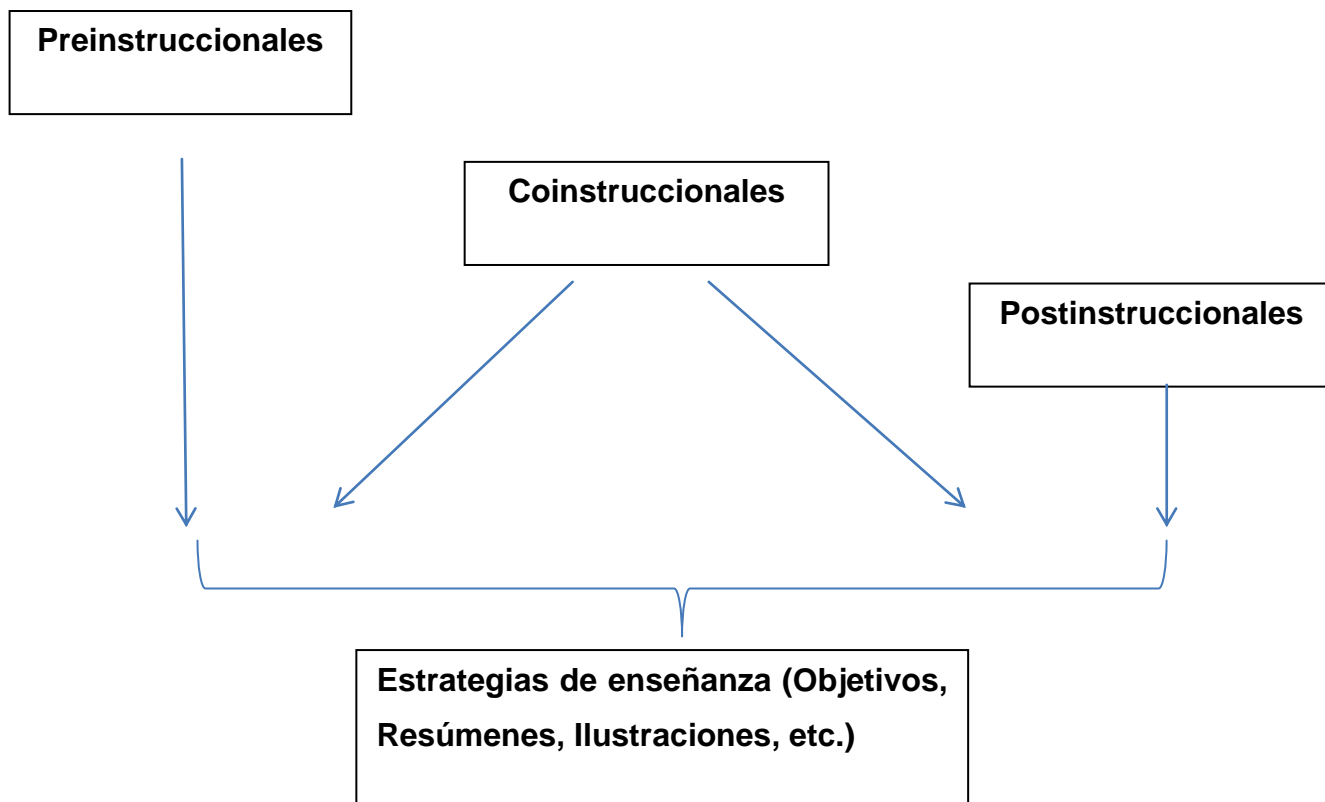 Preinstruccionales
Coinstruccionales
Postinstruccionales
Estrategias de enseñanza (Objetivos,
Resúmenes, Ilustraciones, etc.)